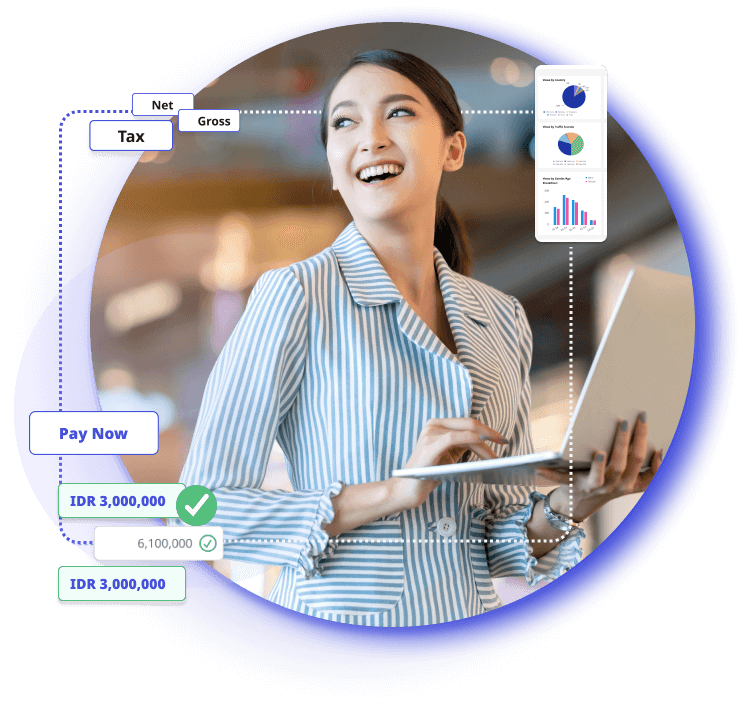 Net
Gross
Tax
Views by Country
Views by Traffic Sources
Views by Gender/Age
Breakdown
Pay Now
IDR 3,000,000
6,100,000
IDR 3,000,000